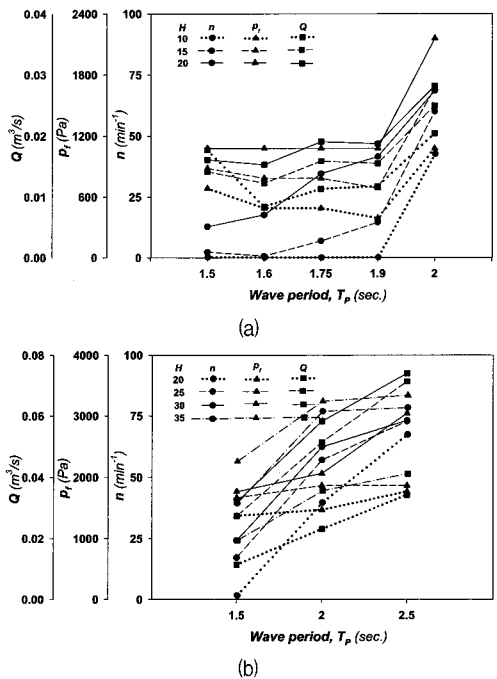 (a)
Q (m³/s)
0.04
0.03
0.02
0.01
0.00
pf (Pa)
2400
1800
1200
600
0
n (min⁻¹)
100
75
50
25
0
H n pf Q
10
15
20
1.5 1.6 1.75 1.9 2
Wave period, TP (sec.)
(a)
Q (m³/s)
0.08
0.06
0.04
0.02
0.00
pf (Pa)
4000
3000
2000
1000
0
n (min⁻¹)
100
75
50
25
0
H n pf Q
20
25
30
35
1.5 2 2.5
Wave period, TP (sec.)
(b)